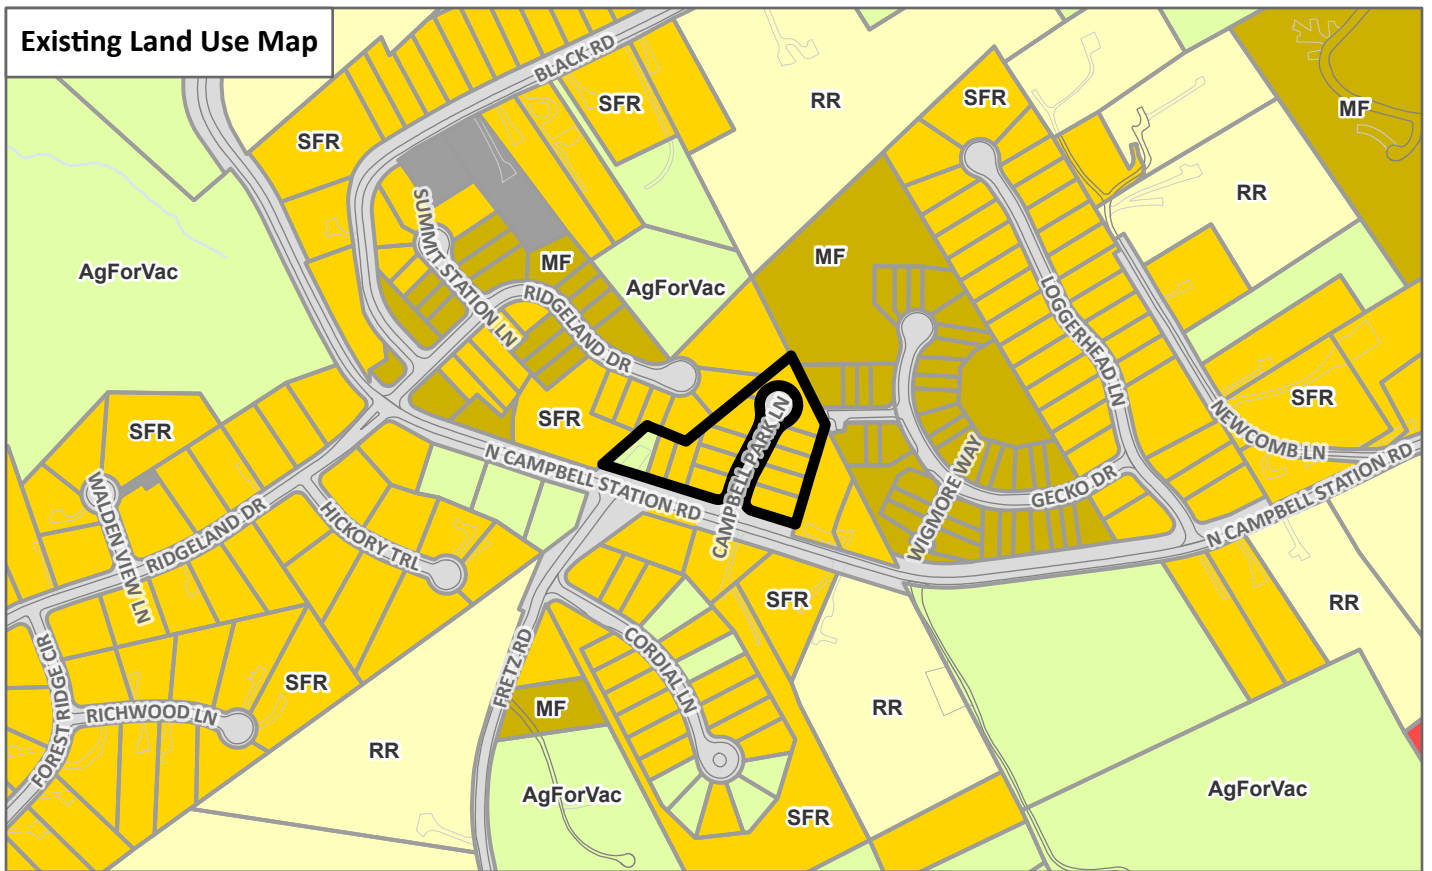 Existing Land Use Map
BLACK RD
SFR
RR
SFR
MF
SFR
RR
SUMMIT STATION LN
MF
MF
AgForVac
AgForVac
RIDGELAND DR
LOGGERHEAD LN
SFR
SFR
CAMPBELL PARK LN
NEWCOMB LN
SFR
WALDEN VIEW LN
N CAMPBELL STATION RD
WIGMORE WAY
GECKO DR
N CAMPBELL STATION RD
RIDGELAND DR
HICKORY TRL
SFR
RR
FOREST RIDGE CIR
FRETZ RD
CORDIAL LN
SFR
RICHWOOD LN
MF
RR
RR
AgForVac
AgForVac
SFR